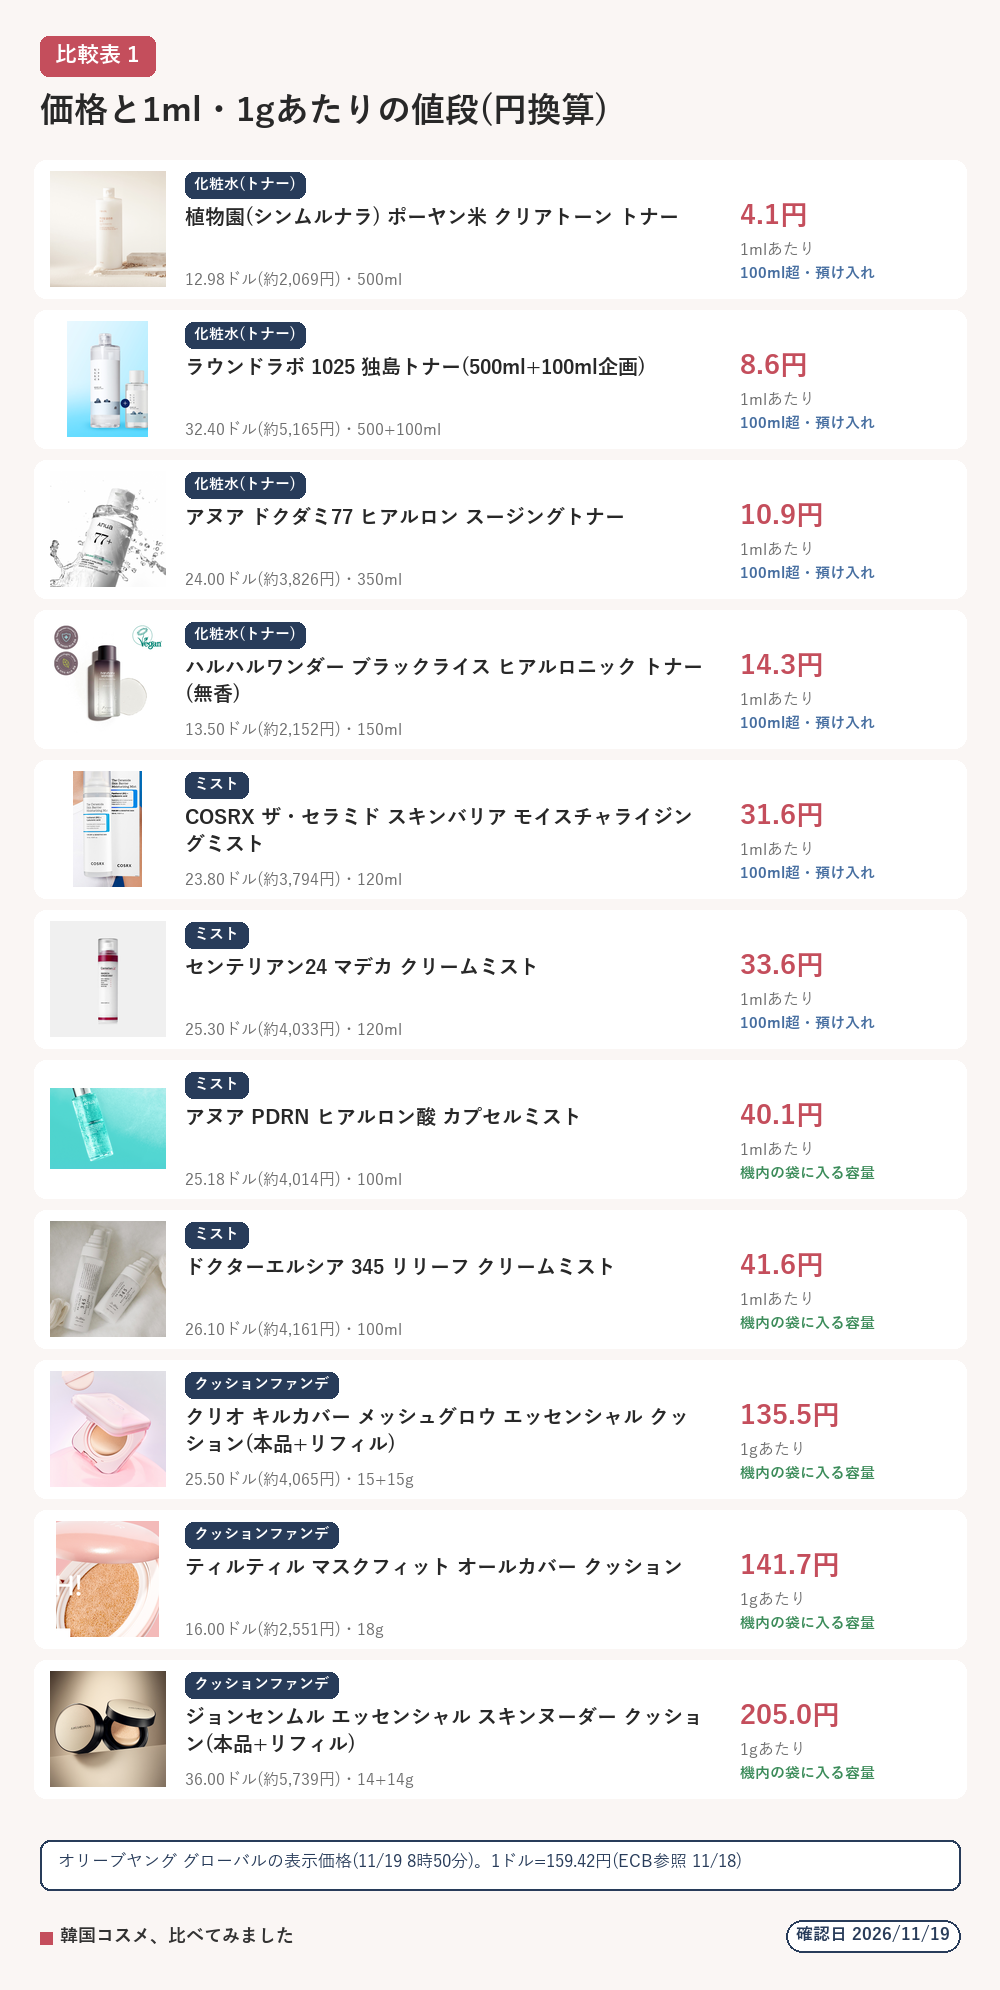 比較表 1
価格と1ml・1gあたりの値段(円換算)
化粧水(トナー)
植物園(シンムルナラ) ポーヤン米 クリアトーン トナー
12.98ドル(約2,069円)・500ml
4.1円
1mlあたり
100ml超・預け入れ
化粧水(トナー)
ラウンドラボ 1025 独島トナー(500ml+100ml企画)
32.40ドル(約5,165円)・500+100ml
8.6円
1mlあたり
100ml超・預け入れ
anua
77+
化粧水(トナー)
アヌア ドクダミ77 ヒアルロン スージングトナー
24.00ドル(約3,826円)・350ml
10.9円
1mlあたり
100ml超・預け入れ
Vegan
化粧水(トナー)
ハルハルワンダー ブラックライス ヒアルロニック トナー
(無香)
13.50ドル(約2,152円)・150ml
14.3円
1mlあたり
100ml超・預け入れ
COSRX
COSRX
ミスト
COSRX ザ・セラミド スキンバリア モイスチャライジン
グミスト
23.80ドル(約3,794円)・120ml
31.6円
1mlあたり
100ml超・預け入れ
ミスト
センテリアン24 マデカ クリームミスト
25.30ドル(約4,033円)・120ml
33.6円
1mlあたり
100ml超・預け入れ
ミスト
アヌア PDRN ヒアルロン酸 カプセルミスト
25.18ドル(約4,014円)・100ml
40.1円
1mlあたり
機内の袋に入る容量
345
ミスト
ドクターエルシア 345 リリーフ クリームミスト
26.10ドル(約4,161円)・100ml
41.6円
1mlあたり
機内の袋に入る容量
クッションファンデ
クリオ キルカバー メッシュグロウ エッセンシャル クッ
ション(本品+リフィル)
25.50ドル(約4,065円)・15+15g
135.5円
1gあたり
機内の袋に入る容量
H!
クッションファンデ
ティルティル マスクフィット オールカバー クッション
16.00ドル(約2,551円)・18g
141.7円
1gあたり
機内の袋に入る容量
クッションファンデ
ジョンセンムル エッセンシャル スキンヌーダー クッショ
ン(本品+リフィル)
36.00ドル(約5,739円)・14+14g
205.0円
1gあたり
機内の袋に入る容量
オリーブヤング グローバルの表示価格(11/19 8時50分)。1ドル=159.42円(ECB参照 11/18)
韓国コスメ、比べてみました
確認日 2026/11/19